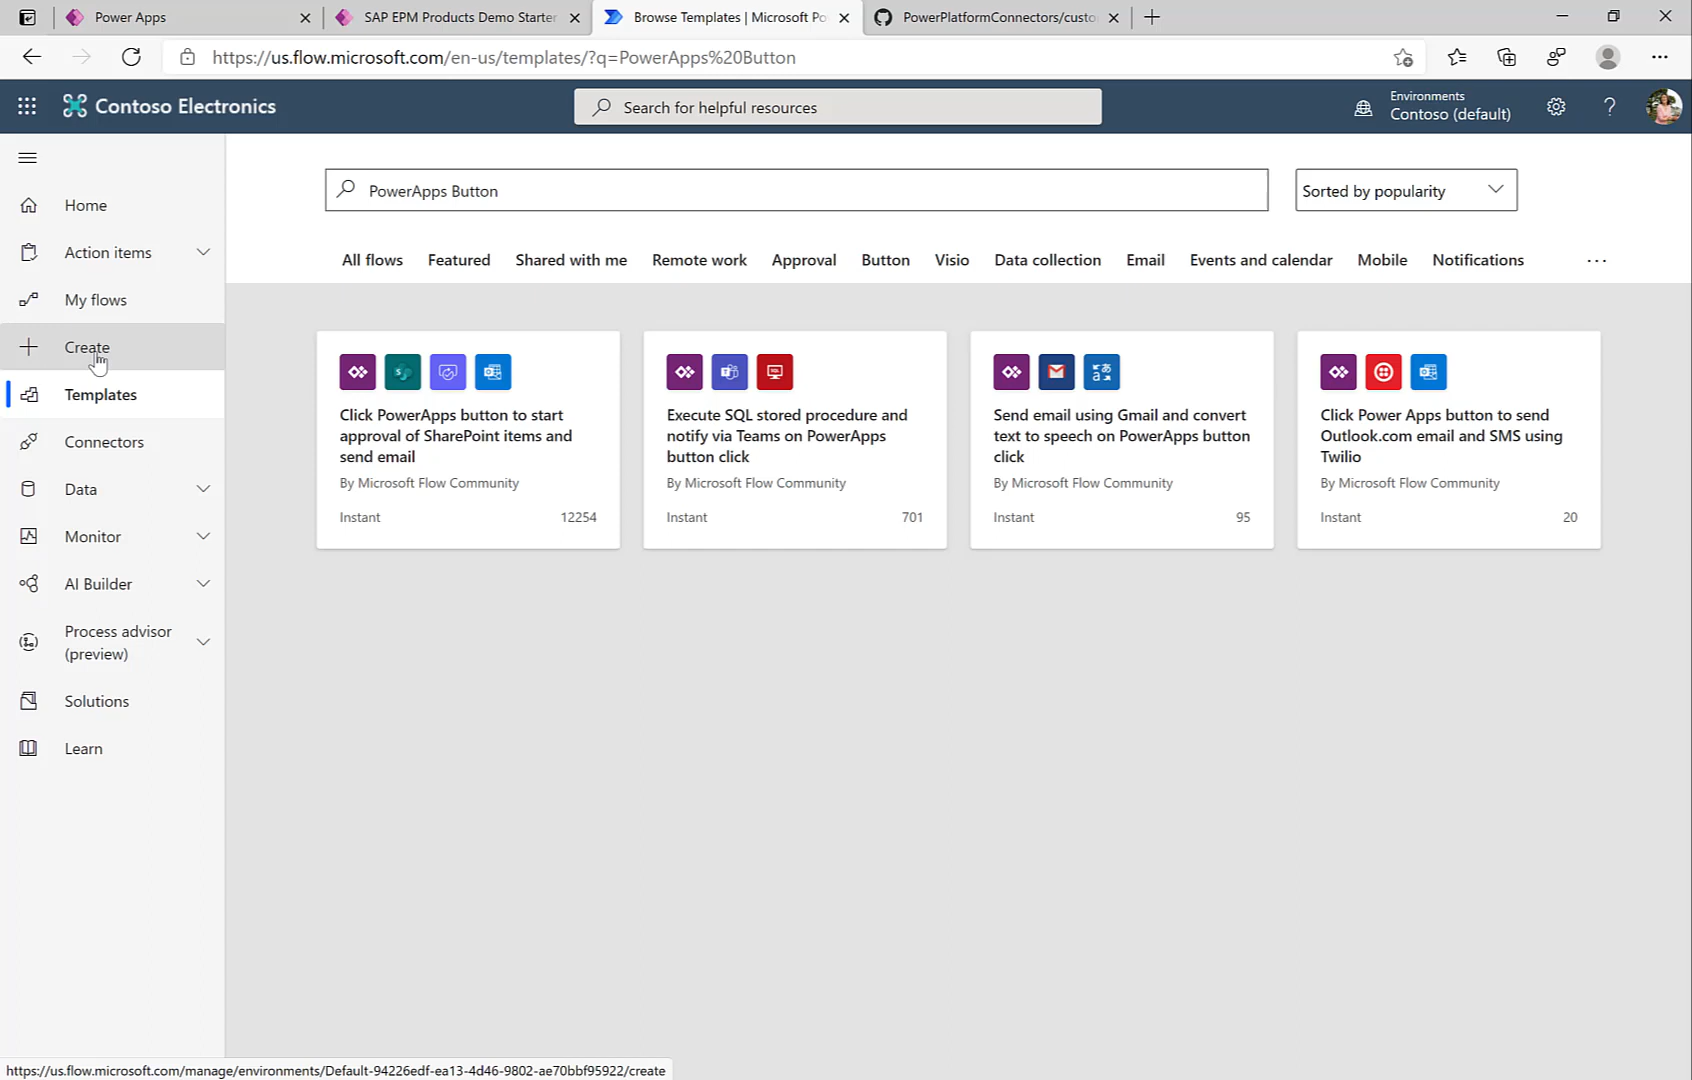 Power Apps
SAP EPM Products Demo Starter
Browse Templates | Microsoft Po
PowerPlatformConnectors/custo
https://us.flow.microsoft.com/en-us/templates/?q=PowerApps%20Button
Contoso Electronics
Search for helpful resources
Environments
Contoso (default)
Home
Action items
My flows
Create
Templates
Connectors
Data
Monitor
AI Builder
Process advisor
(preview)
Solutions
Learn
PowerApps Button
Sorted by popularity
All flows Featured Shared with me Remote work Approval Button Visio Data collection Email Events and calendar Mobile Notifications ...
Click PowerApps button to start
approval of SharePoint items and
send email
By Microsoft Flow Community
Instant 12254
Execute SQL stored procedure and
notify via Teams on PowerApps
button click
By Microsoft Flow Community
Instant 701
Send email using Gmail and convert
text to speech on PowerApps button
click
By Microsoft Flow Community
Instant 95
Click Power Apps button to send
Outlook.com email and SMS using
Twilio
By Microsoft Flow Community
Instant 20
https://us.flow.microsoft.com/manage/environments/Default-94226edf-ea13-4d46-9802-ae70bbf95922/create